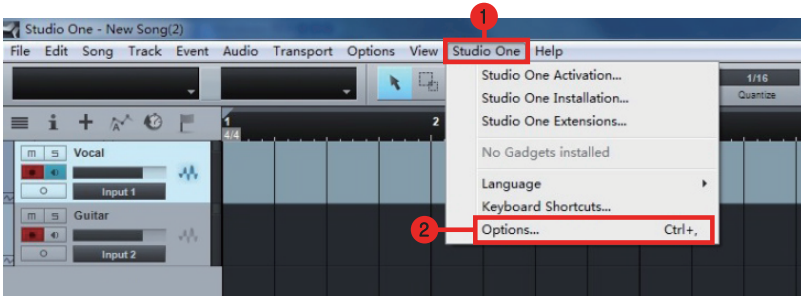 1
Studio One - New Song(2)
File Edit Song Track Event Audio Transport Options View Studio One Help
Studio One Activation...
Studio One Installation...
Studio One Extensions...
No Gadgets installed
Language
Keyboard Shortcuts...
2 Options... Ctrl+,
1/16
Quantize
1 2
4/4
M S Vocal
Input 1
M S Guitar
Input 2